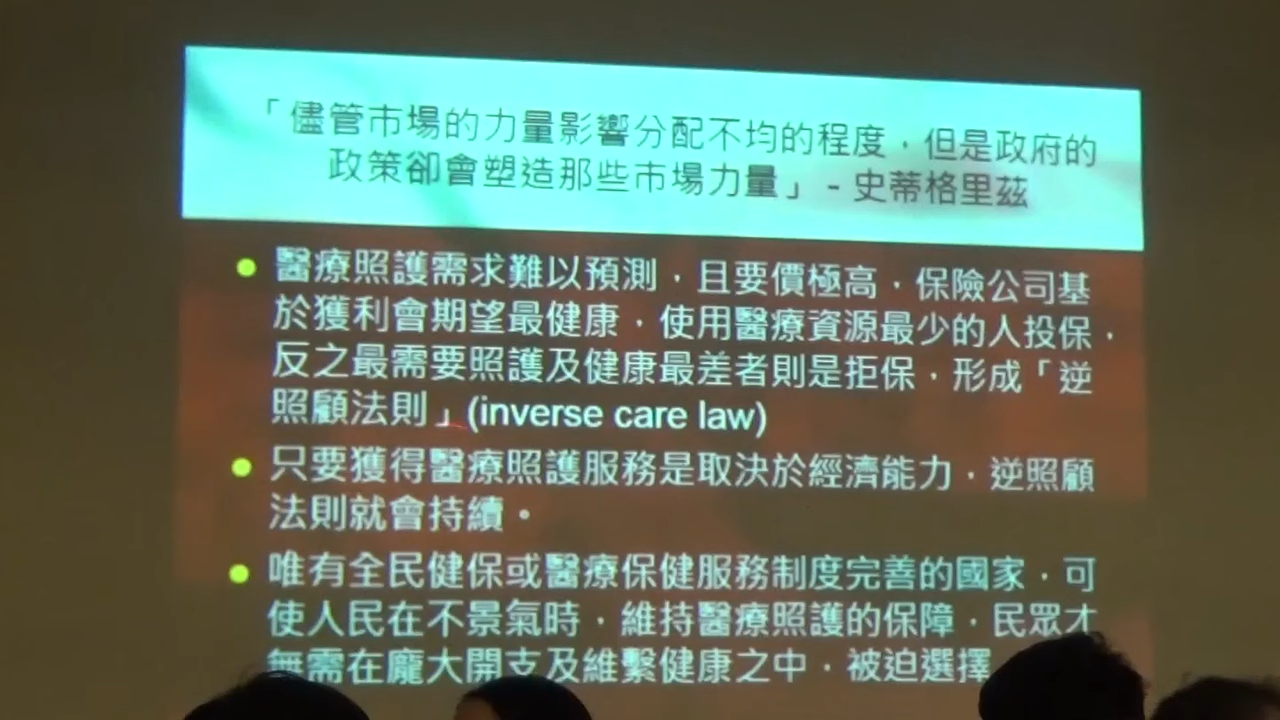 「儘管市場的力量影響分配不均的程度，但是政府的
政策卻會塑造那些市場力量」- 史蒂格里茲
醫療照護需求難以預測，且要價極高，保險公司基
於獲利會期望最健康，使用醫療資源最少的人投保，
反之最需要照護及健康最差者則是拒保，形成「逆
照顧法則」(inverse care law)
只要獲得醫療照護服務是取決於經濟能力，逆照顧
法則就會持續。
唯有全民健保或醫療保健服務制度完善的國家，可
使人民在不景氣時，維持醫療照護的保障，民眾才
無需在龐大開支及維繫健康之中，被迫選擇